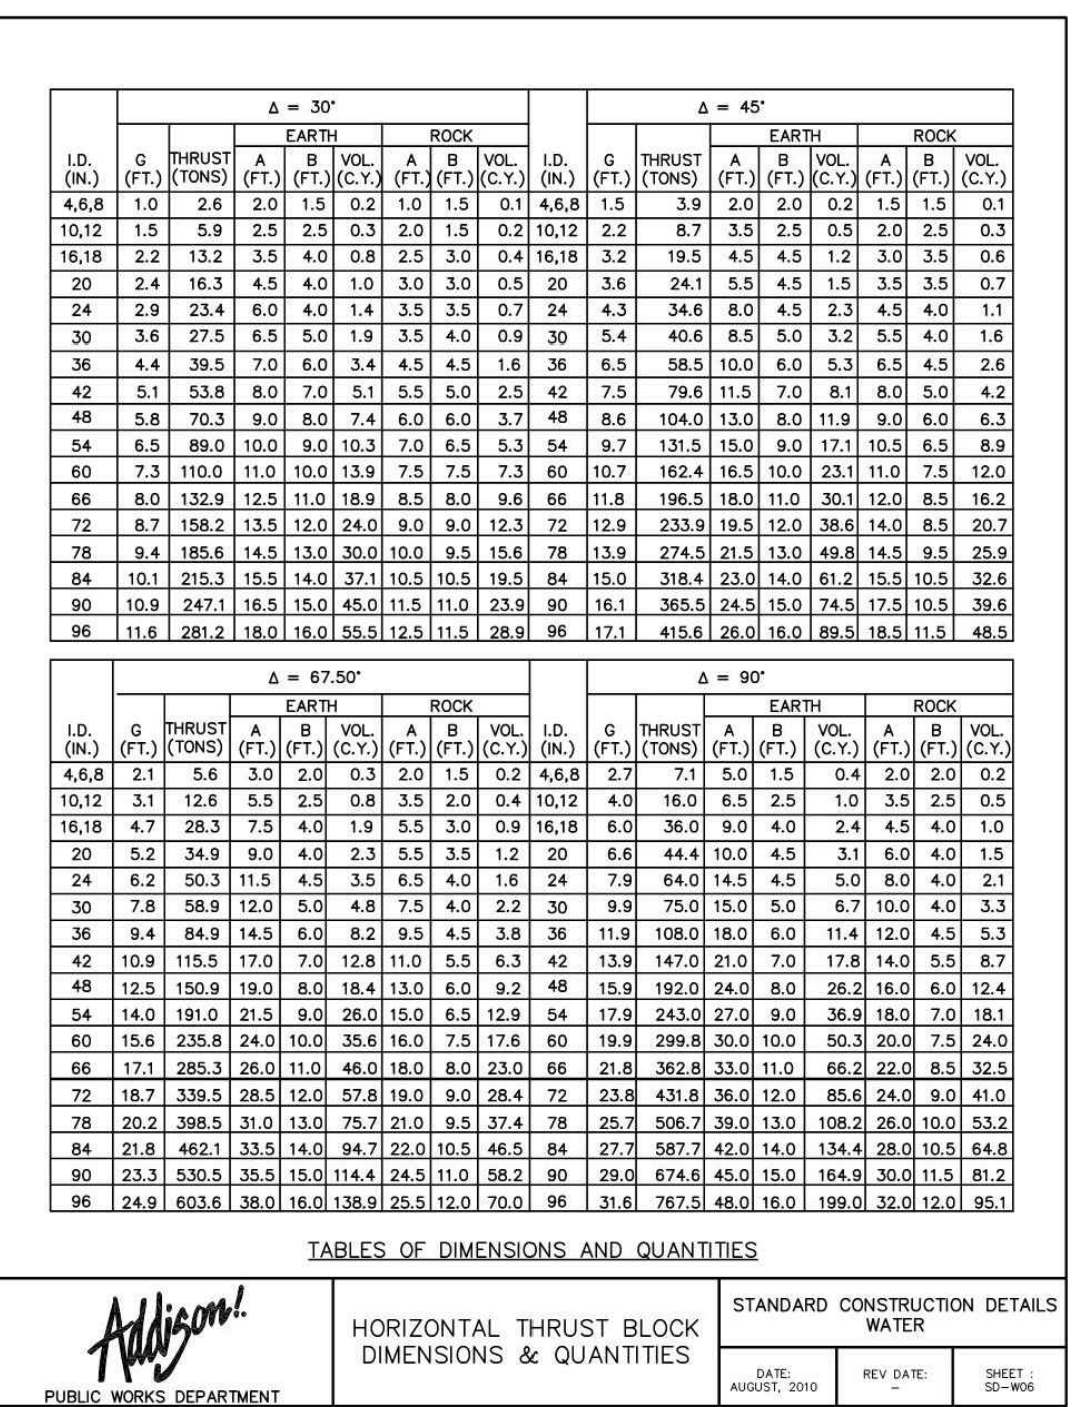 Δ = 30° Δ = 45°
EARTH ROCK EARTH ROCK
I.D. G THRUST A B VOL. A B VOL. I.D. G THRUST A B VOL. A B VOL.
(IN.) (FT.) (TONS) (FT.) (FT.) (C.Y.) (FT.) (FT.) (C.Y.) (IN.) (FT.) (TONS) (FT.) (FT.) (C.Y.) (FT.) (FT.) (C.Y.)
4,6,8 1.0 2.6 2.0 1.5 0.2 1.0 1.5 0.1 4,6,8 1.5 3.9 2.0 2.0 0.2 1.5 1.5 0.1
10,12 1.5 5.9 2.5 2.5 0.3 2.0 1.5 0.2 10,12 2.2 8.7 3.5 2.5 0.5 2.0 2.5 0.3
16,18 2.2 13.2 3.5 4.0 0.8 2.5 3.0 0.4 16,18 3.2 19.5 4.5 4.5 1.2 3.0 3.5 0.6
20 2.4 16.3 4.5 4.0 1.0 3.0 3.0 0.5 20 3.6 24.1 5.5 4.5 1.5 3.5 3.5 0.7
24 2.9 23.4 6.0 4.0 1.4 3.5 3.5 0.7 24 4.3 34.6 8.0 4.5 2.3 4.5 4.0 1.1
30 3.6 27.5 6.5 5.0 1.9 3.5 4.0 0.9 30 5.4 40.6 8.5 5.0 3.2 5.5 4.0 1.6
36 4.4 39.5 7.0 6.0 3.4 4.5 4.5 1.6 36 6.5 58.5 10.0 6.0 5.3 6.5 4.5 2.6
42 5.1 53.8 8.0 7.0 5.1 5.5 5.0 2.5 42 7.5 79.6 11.5 7.0 8.1 8.0 5.0 4.2
48 5.8 70.3 9.0 8.0 7.4 6.0 6.0 3.7 48 8.6 104.0 13.0 8.0 11.9 9.0 6.0 6.3
54 6.5 89.0 10.0 9.0 10.3 7.0 6.5 5.3 54 9.7 131.5 15.0 9.0 17.1 10.5 6.5 8.9
60 7.3 110.0 11.0 10.0 13.9 7.5 7.5 7.3 60 10.7 162.4 16.5 10.0 23.1 11.0 7.5 12.0
66 8.0 132.9 12.5 11.0 18.9 8.5 8.0 9.6 66 11.8 196.5 18.0 11.0 30.1 12.0 8.5 16.2
72 8.7 158.2 13.5 12.0 24.0 9.0 9.0 12.3 72 12.9 233.9 19.5 12.0 38.6 14.0 8.5 20.7
78 9.4 185.6 14.5 13.0 30.0 10.0 9.5 15.6 78 13.9 274.5 21.5 13.0 49.8 14.5 9.5 25.9
84 10.1 215.3 15.5 14.0 37.1 10.5 10.5 19.5 84 15.0 318.4 23.0 14.0 61.2 15.5 10.5 32.6
90 10.9 247.1 16.5 15.0 45.0 11.5 11.0 23.9 90 16.1 365.5 24.5 15.0 74.5 17.5 10.5 39.6
96 11.6 281.2 18.0 16.0 55.5 12.5 11.5 28.9 96 17.1 415.6 26.0 16.0 89.5 18.5 11.5 48.5
Δ = 67.50° Δ = 90°
EARTH ROCK EARTH ROCK
I.D. G THRUST A B VOL. A B VOL. I.D. G THRUST A B VOL. A B VOL.
(IN.) (FT.) (TONS) (FT.) (FT.) (C.Y.) (FT.) (FT.) (C.Y.) (IN.) (FT.) (TONS) (FT.) (FT.) (C.Y.) (FT.) (FT.) (C.Y.)
4,6,8 2.1 5.6 3.0 2.0 0.3 2.0 1.5 0.2 4,6,8 2.7 7.1 5.0 1.5 0.4 2.0 2.0 0.2
10,12 3.1 12.6 5.5 2.5 0.8 3.5 2.0 0.4 10,12 4.0 16.0 6.5 2.5 1.0 3.5 2.5 0.5
16,18 4.7 28.3 7.5 4.0 1.9 5.5 3.0 0.9 16,18 6.0 36.0 9.0 4.0 2.4 4.5 4.0 1.0
20 5.2 34.9 9.0 4.0 2.3 5.5 3.5 1.2 20 6.6 44.4 10.0 4.5 3.1 6.0 4.0 1.5
24 6.2 50.3 11.5 4.5 3.5 6.5 4.0 1.6 24 7.9 64.0 14.5 4.5 5.0 8.0 4.0 2.1
30 7.8 58.9 12.0 5.0 4.8 7.5 4.0 2.2 30 9.9 75.0 15.0 5.0 6.7 10.0 4.0 3.3
36 9.4 84.9 14.5 6.0 8.2 9.5 4.5 3.8 36 11.9 108.0 18.0 6.0 11.4 12.0 4.5 5.3
42 10.9 115.5 17.0 7.0 12.8 11.0 5.5 6.3 42 13.9 147.0 21.0 7.0 17.8 14.0 5.5 8.7
48 12.5 150.9 19.0 8.0 18.4 13.0 6.0 9.2 48 15.9 192.0 24.0 8.0 26.2 16.0 6.0 12.4
54 14.0 191.0 21.5 9.0 26.0 15.0 6.5 12.9 54 17.9 243.0 27.0 9.0 36.9 18.0 7.0 18.1
60 15.6 235.8 24.0 10.0 35.6 16.0 7.5 17.6 60 19.9 299.8 30.0 10.0 50.3 20.0 7.5 24.0
66 17.1 285.3 26.0 11.0 46.0 18.0 8.0 23.0 66 21.8 362.8 33.0 11.0 66.2 22.0 8.5 32.5
72 18.7 339.5 28.5 12.0 57.8 19.0 9.0 28.4 72 23.8 431.8 36.0 12.0 85.6 24.0 9.0 41.0
78 20.2 398.5 31.0 13.0 75.7 21.0 9.5 37.4 78 25.7 506.7 39.0 13.0 108.2 26.0 10.0 53.2
84 21.8 462.1 33.5 14.0 94.7 22.0 10.5 46.5 84 27.7 587.7 42.0 14.0 134.4 28.0 10.5 64.8
90 23.3 530.5 35.5 15.0 114.4 24.5 11.0 58.2 90 29.0 674.6 45.0 15.0 164.9 30.0 11.5 81.2
96 24.9 603.6 38.0 16.0 138.9 25.5 12.0 70.0 96 31.6 767.5 48.0 16.0 199.0 32.0 12.0 95.1
TABLES OF DIMENSIONS AND QUANTITIES
Addison!
PUBLIC WORKS DEPARTMENT
HORIZONTAL THRUST BLOCK
DIMENSIONS & QUANTITIES
STANDARD CONSTRUCTION DETAILS
WATER
DATE:
AUGUST, 2010
REV DATE:
–
SHEET :
SD–W06